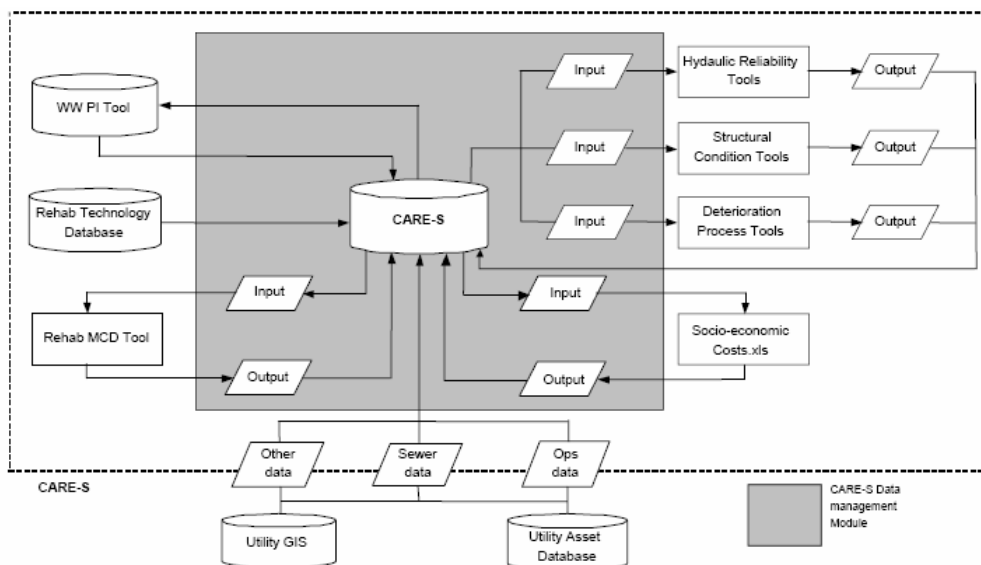 Input
Hydaulic Reliability
Tools
Output
WW PI Tool
Input
Structural
Condition Tools
Output
CARE-S
Rehab Technology
Database
Input
Deterioration
Process Tools
Output
Input
Input
Rehab MCD Tool
Socio-economic
Costs.xls
Output
Output
Other
data
Sewer
data
Ops
data
CARE-S
CARE-S Data
management
Module
Utility GIS
Utility Asset
Database